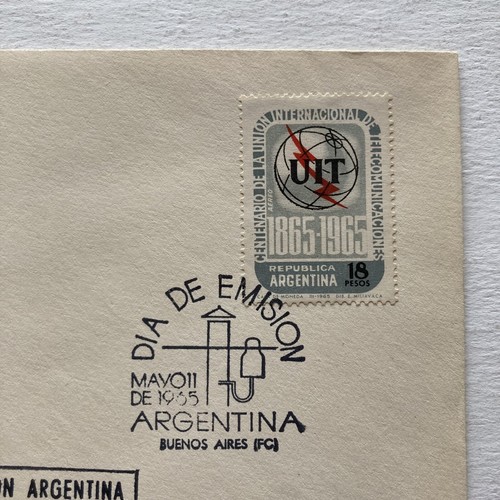 CENTENARIO DE LA UNION INTERNACIONAL DE TELECOMUNICACIONES
UIT
AEREO
1865-1965
REPUBLICA
ARGENTINA
18
PESOS
DIA DE EMISION
MAYO 11
DE 1965
ARGENTINA
BUENOS AIRES (FC)
ARGENTINA